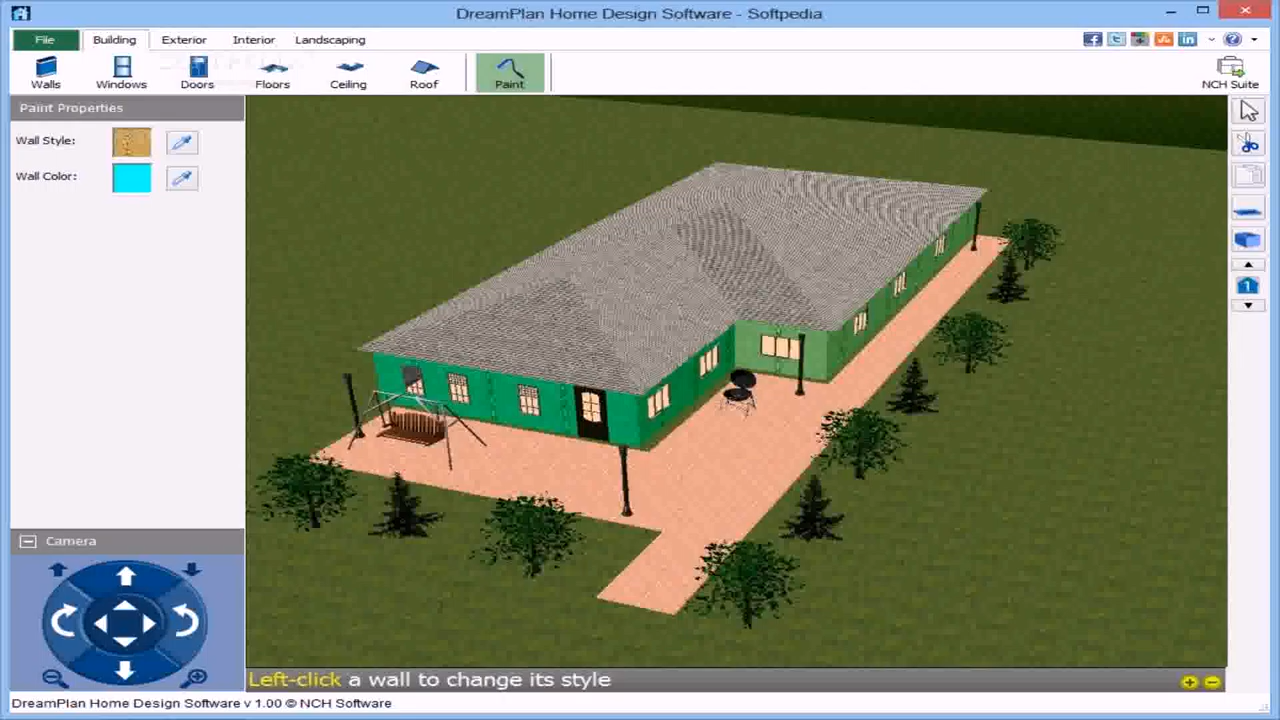 DreamPlan Home Design Software - Softpedia
File Building Exterior Interior Landscaping
Walls Windows Doors Floors Ceiling Roof Paint NCH Suite
Paint Properties
Wall Style:
Wall Color:
1
Camera
Left-click a wall to change its style
DreamPlan Home Design Software v 1.00 © NCH Software